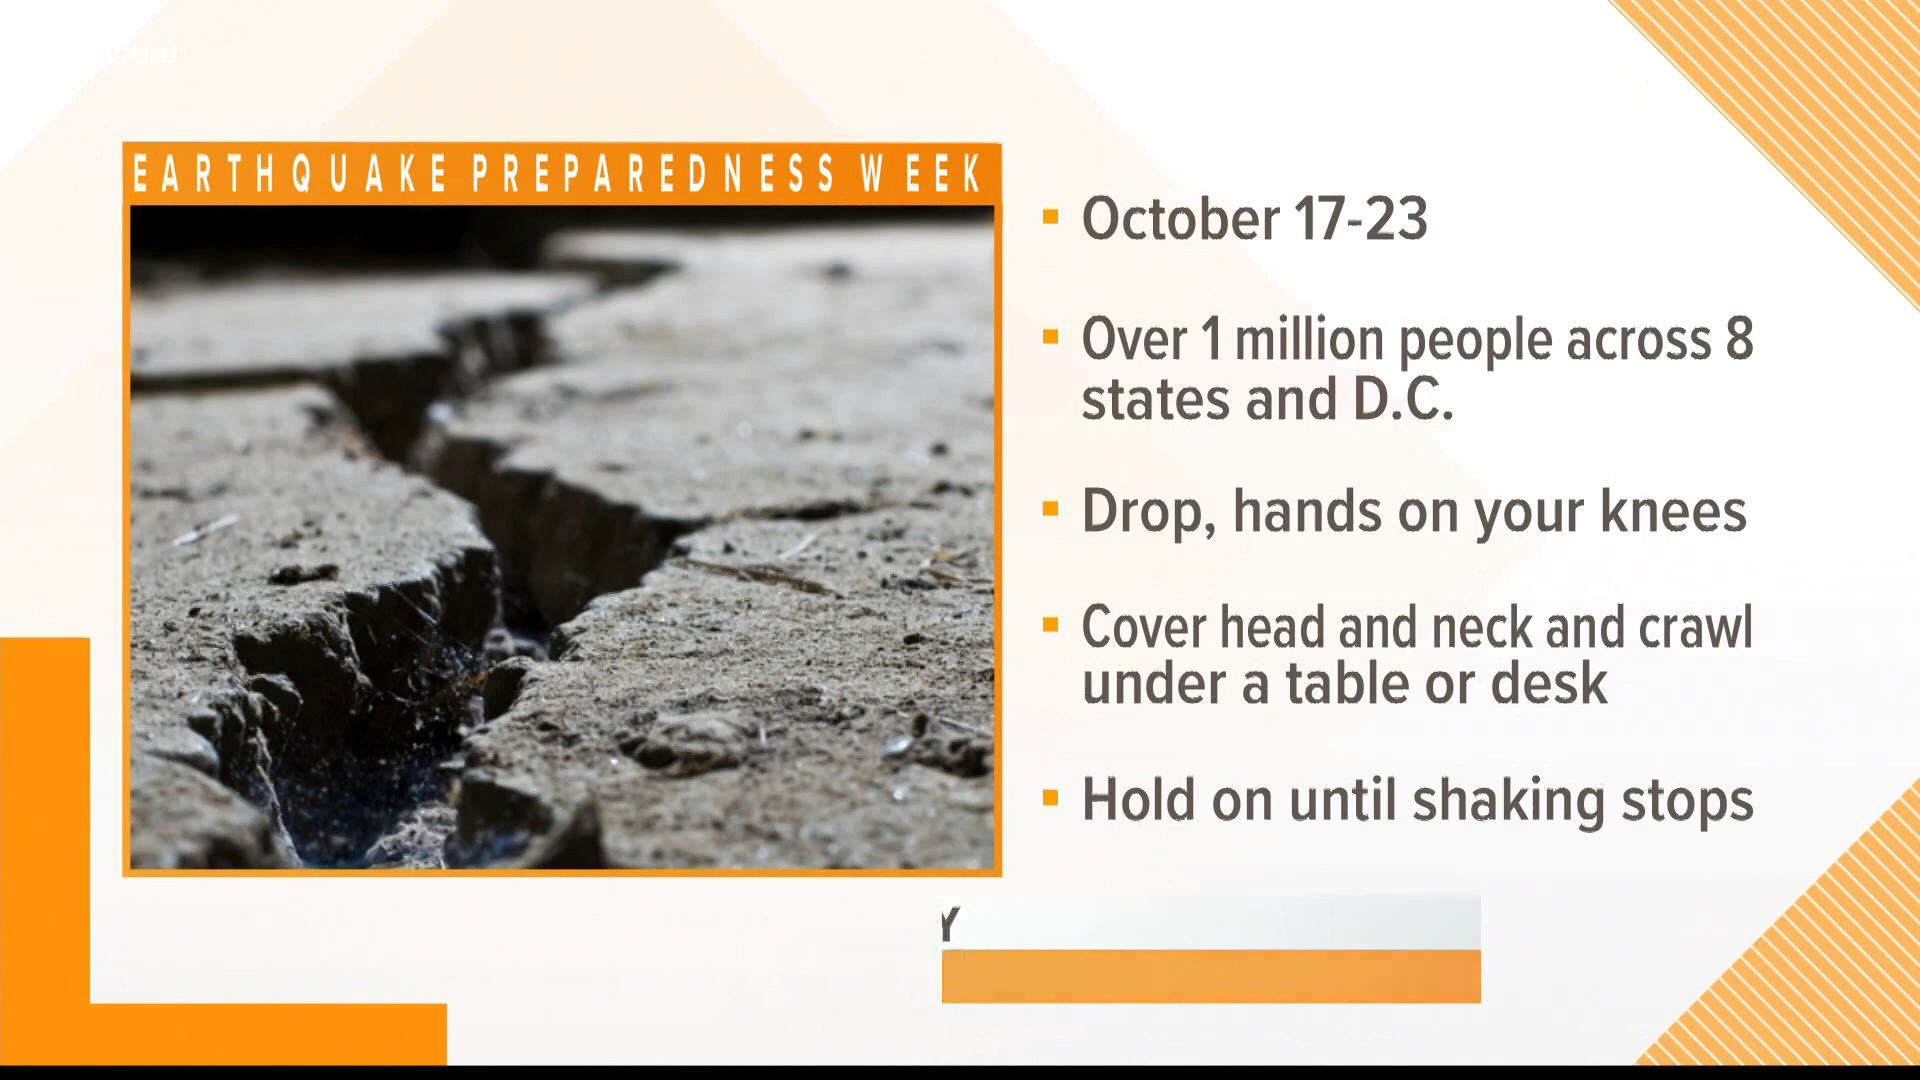 EARTHQUAKE PREPAREDNESS WEEK
October 17-23
Over 1 million people across 8
states and D.C.
Drop, hands on your knees
Cover head and neck and crawl
under a table or desk
Hold on until shaking stops
Y